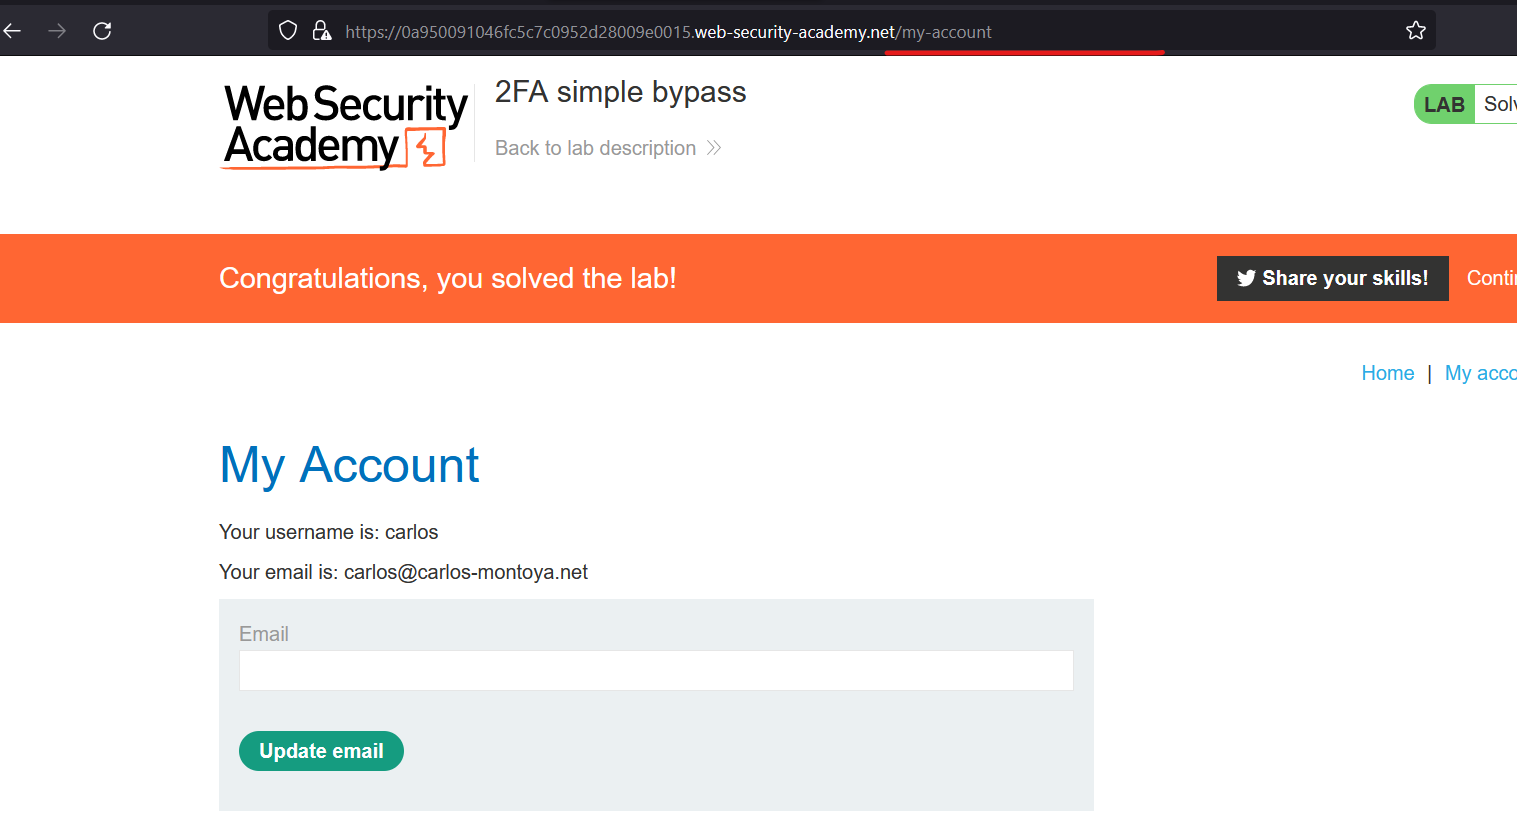 https://0a950091046fc5c7c0952d28009e0015.web-security-academy.net/my-account
Web Security
Academy
2FA simple bypass
Back to lab description
LAB Solv
Congratulations, you solved the lab!
Share your skills! Contin
Home | My acco
My Account
Your username is: carlos
Your email is: carlos@carlos-montoya.net
Email
Update email